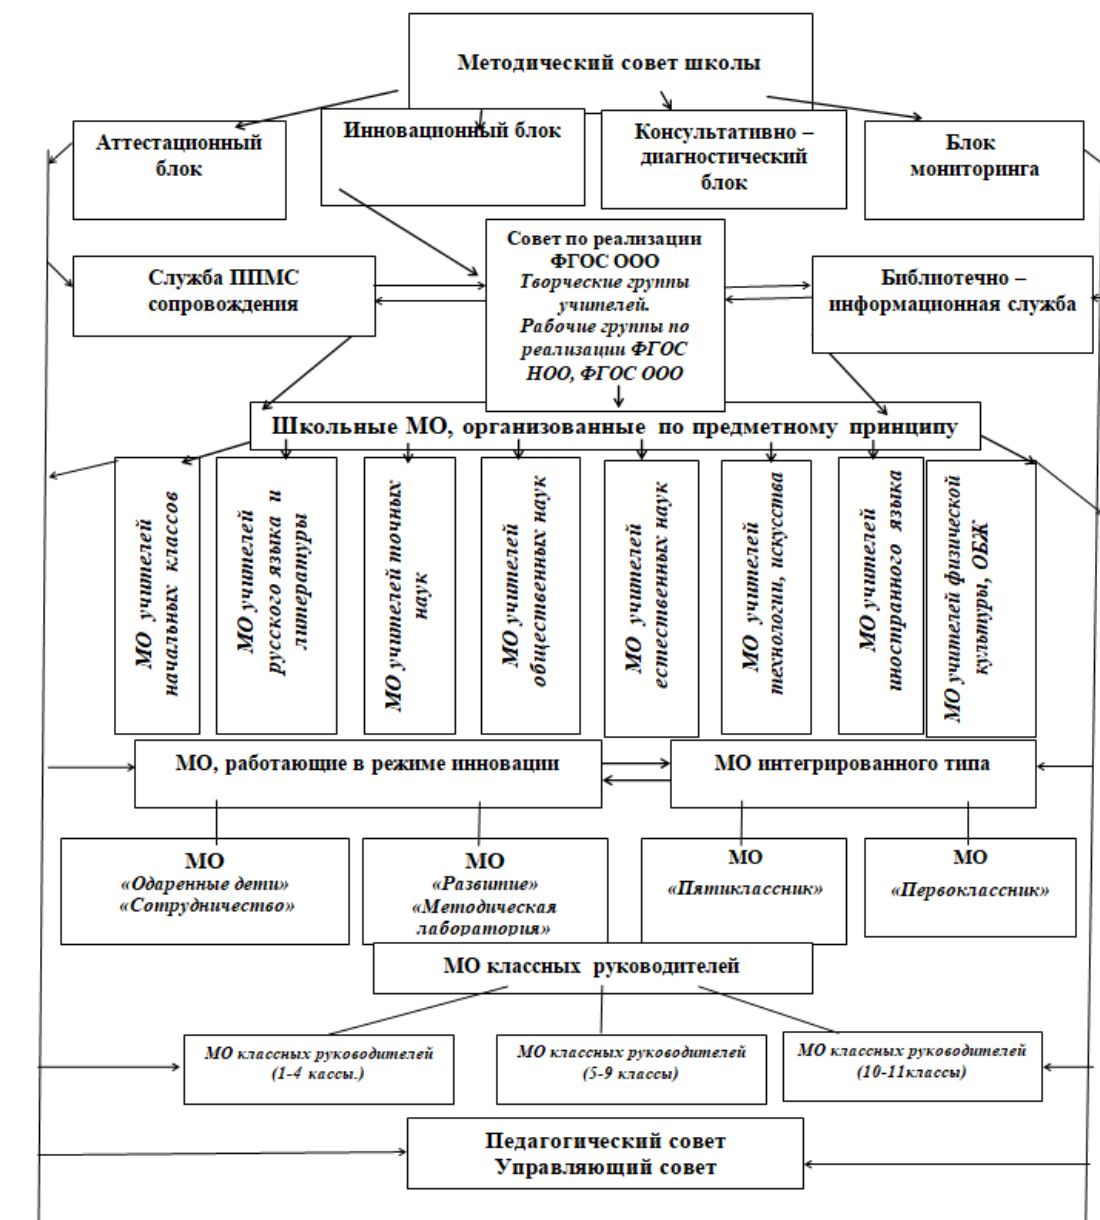 Методический совет школы
Аттестационный
блок
Инновационный блок
Консультативно –
диагностический
блок
Блок
мониторинга
Служба ППМС
сопровождения
Совет по реализации
ФГОС ООО
Творческие группы
учителей.
Рабочие группы по
реализации ФГОС
НОО, ФГОС ООО
Библиотечно –
информационная служба
Школьные МО, организованные по предметному принципу
МО учителей
начальных классов
МО учителей
русского языка и
литературы
МО учителей точных
наук
МО учителей
общественных наук
МО учителей
естественных наук
МО учителей
технологии, искусства
МО учителей
иностранного языка
МО учителей физической
культуры, ОБЖ
МО, работающие в режиме инновации
МО интегрированного типа
МО
«Одаренные дети»
«Сотрудничество»
МО
«Развитие»
«Методическая
лаборатория»
МО
«Пятиклассник»
МО
«Первоклассник»
МО классных руководителей
МО классных руководителей
(1-4 кассы.)
МО классных руководителей
(5-9 классы)
МО классных руководителей
(10-11классы)
Педагогический совет
Управляющий совет